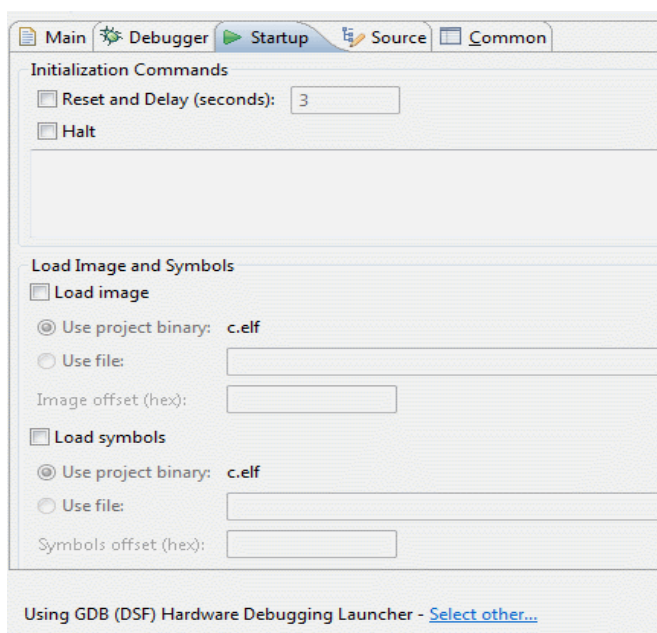 Main Debugger Startup Source Common
Initialization Commands
Reset and Delay (seconds): 3
Halt
Load Image and Symbols
Load image
Use project binary: c.elf
Use file:
Image offset (hex):
Load symbols
Use project binary: c.elf
Use file:
Symbols offset (hex):
Using GDB (DSF) Hardware Debugging Launcher - Select other...